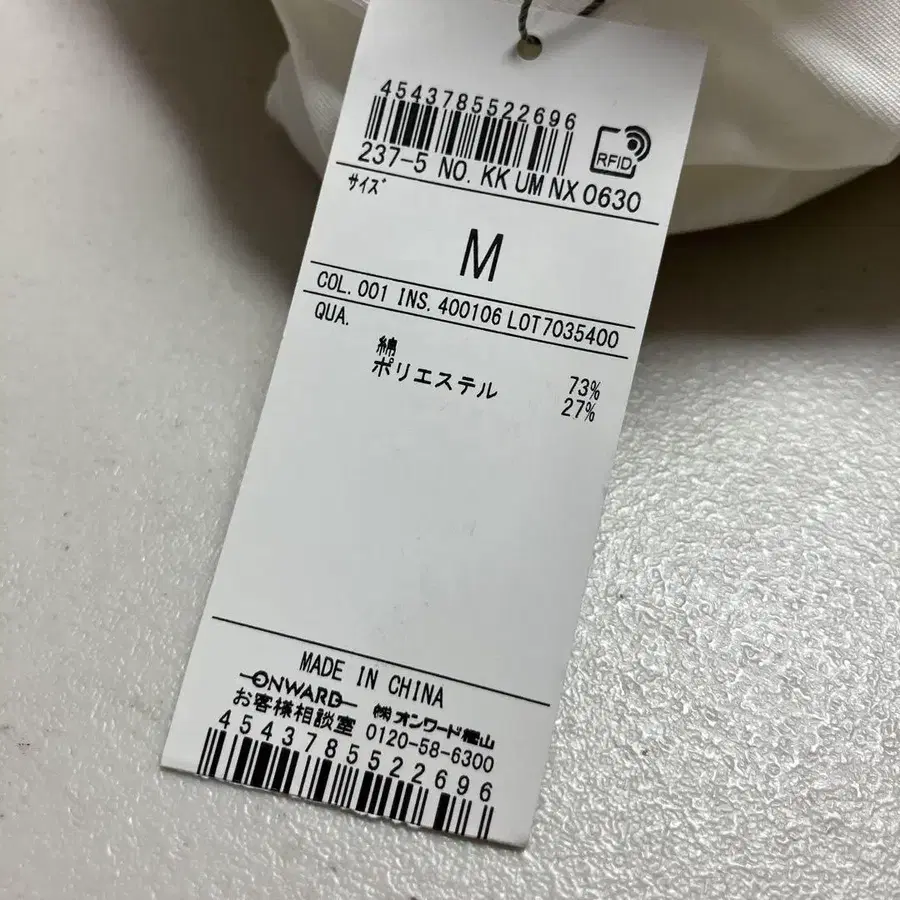 4543785522696
RFID
237-5 NO. KK UM NX 0630
サイズ
M
COL. 001 INS. 400106 LOT7035400
QUA.
綿 73%
ポリエステル 27%
MADE IN CHINA
ONWARD ㈱オンワード樫山
お客様相談室 0120-58-6300
4543785522696